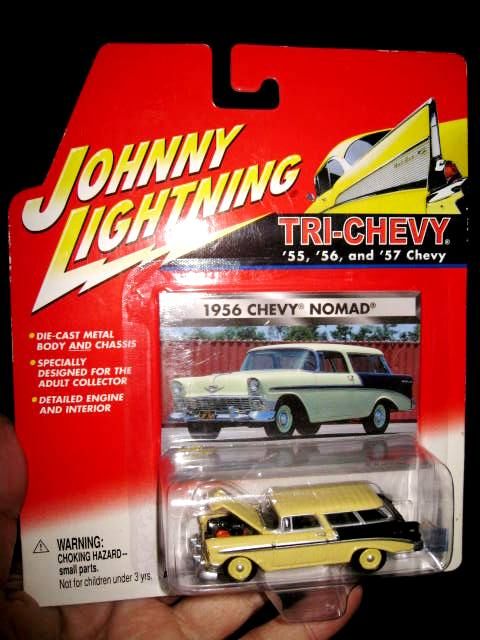 JOHNNY
LIGHTNING®
TRI-CHEVY®
'55, '56, and '57 Chevy
1956 CHEVY® NOMAD®
• DIE-CAST METAL
BODY AND CHASSIS
• SPECIALLY
DESIGNED FOR THE
ADULT COLLECTOR
• DETAILED ENGINE
AND INTERIOR
WARNING:
CHOKING HAZARD--
small parts.
Not for children under 3 yrs.